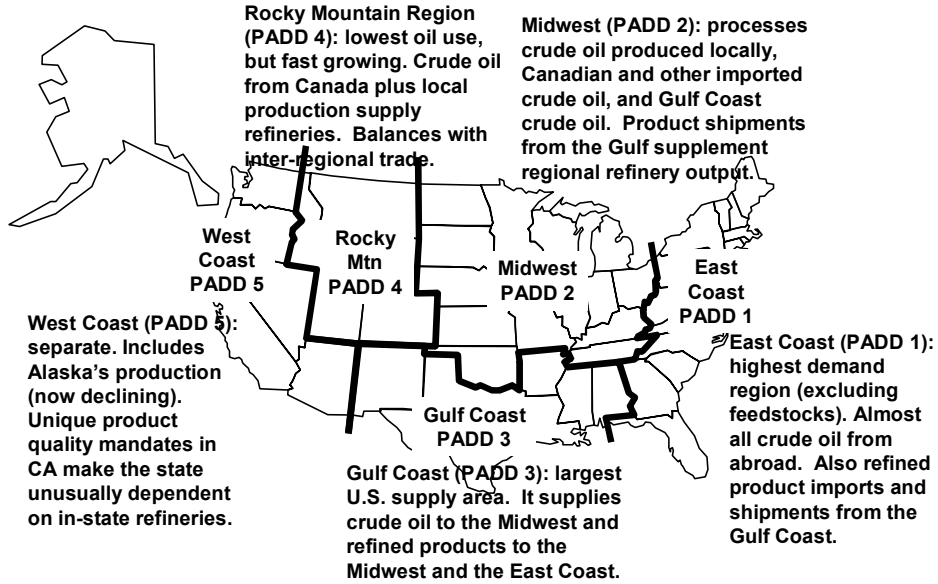 Rocky Mountain Region
(PADD 4): lowest oil use,
but fast growing. Crude oil
from Canada plus local
production supply
refineries.  Balances with
inter-regional trade.
Midwest (PADD 2): processes
crude oil produced locally,
Canadian and other imported
crude oil, and Gulf Coast
crude oil.  Product shipments
from the Gulf supplement
regional refinery output.
West
Coast
PADD 5
Rocky
Mtn
PADD 4
Midwest
PADD 2
East
Coast
PADD 1
West Coast (PADD 5):
separate. Includes
Alaska's production
(now declining).
Unique product
quality mandates in
CA make the state
unusually dependent
on in-state refineries.
Gulf Coast
PADD 3
Gulf Coast (PADD 3): largest
U.S. supply area.  It supplies
crude oil to the Midwest and
refined products to the
Midwest and the East Coast.
East Coast (PADD 1):
highest demand
region (excluding
feedstocks). Almost
all crude oil from
abroad.  Also refined
product imports and
shipments from the
Gulf Coast.